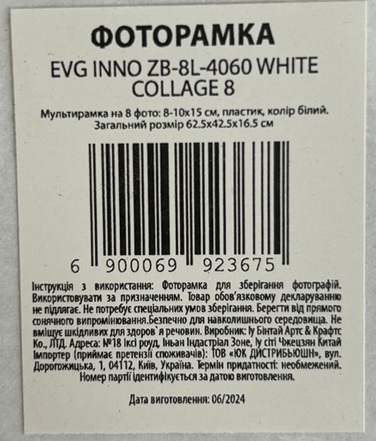 ФОТОРАМКА
EVG INNO ZB-8L-4060 WHITE
COLLAGE 8
Мультирамка на 8 фото: 8-10х15 см, пластик, колір білий.
Загальний розмір 62.5х42.5х16.5 см
6 900069 923675
Інструкція з використання: Фоторамка для зберігання фотографій.
Використовувати за призначенням. Товар обов'язковому декларуванню
не підлягає. Не потребує спеціальних умов зберігання. Берегти від прямого
сонячного випромінювання.Безпечно для навколишнього середовища. Не
вміщує шкідливих для здоров'я речовин. Виробник: Іу Бінтай Артс & Крафтс
Ко., ЛТД. Адреса: №18 Іксі роуд, Іньан Індастріал Зоне, Іу сіті Чжецзян Китай
Імпортер (приймає претензії споживачів): ТОВ «ЮК ДИСТРИБЬЮШН», вул.
Дорогожицька, 1, 04112, Київ, Україна. Термін придатності: необмежений.
Номер партії ідентифікується за датою виготовлення.
Дата виготовлення: 06/2024